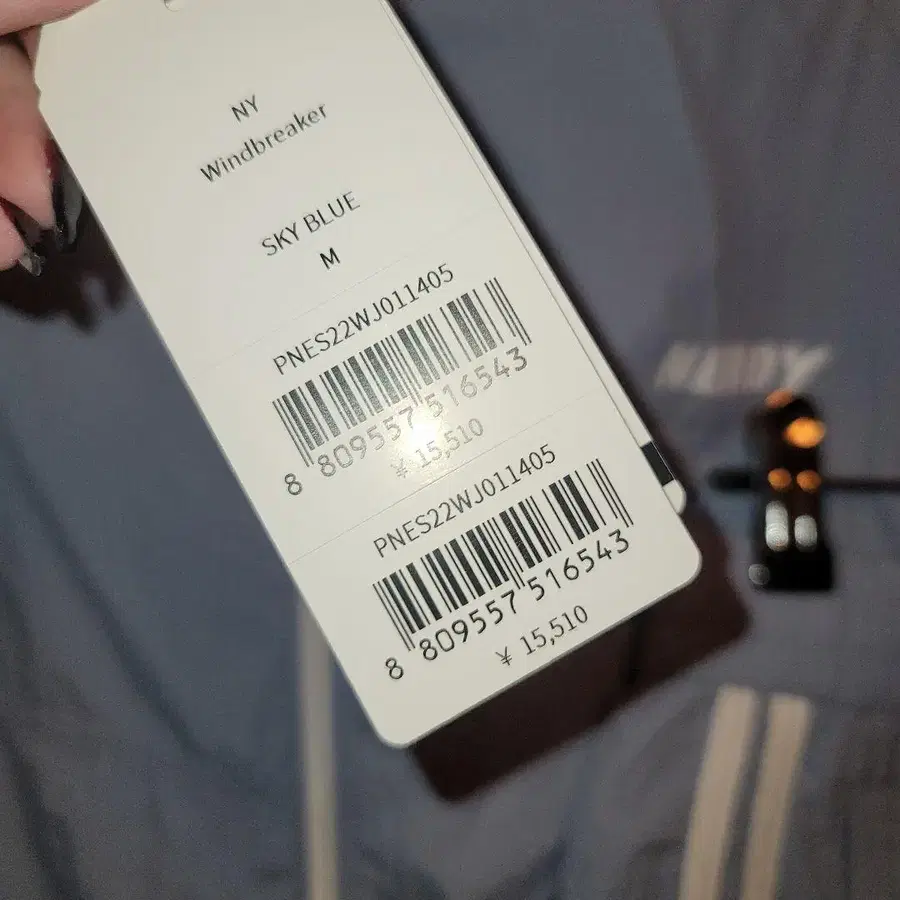 NY
Windbreaker
SKY BLUE
M
PNES22WJ011405
8 809557 516543
¥ 15,510
PNES22WJ011405
8 809557 516543
¥ 15,510